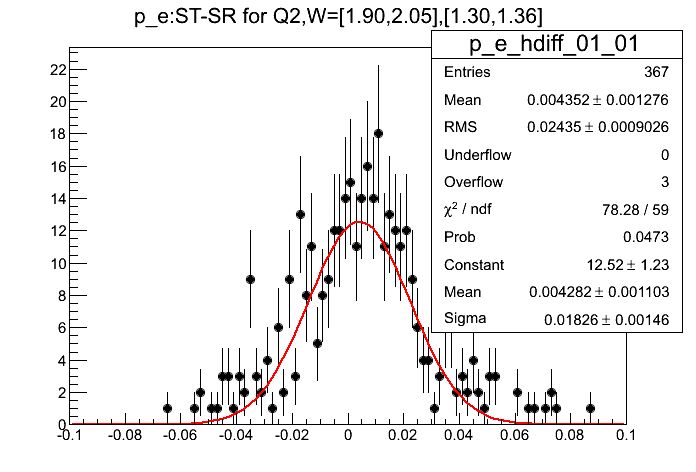 p_e:ST-SR for Q2,W=[1.90,2.05],[1.30,1.36]
p_e_hdiff_01_01
Entries 367
Mean 0.004352 ± 0.001276
RMS 0.02435 ± 0.0009026
Underflow 0
Overflow 3
χ² / ndf 78.28 / 59
Prob 0.0473
Constant 12.52 ± 1.23
Mean 0.004282 ± 0.001103
Sigma 0.01826 ± 0.00146
22
20
18
16
14
12
10
8
6
4
2
0
-0.1 -0.08 -0.06 -0.04 -0.02 0 0.02 0.04 0.06 0.08 0.1